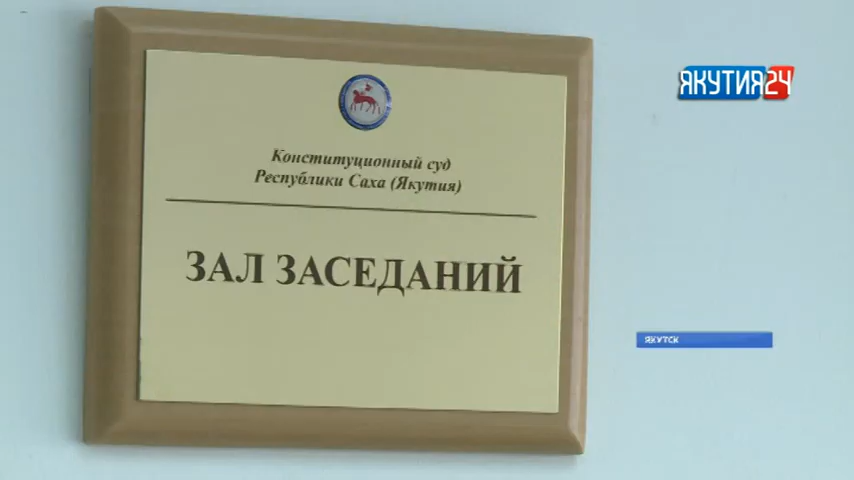 ЯКУТИЯ24
Конституционный суд
Республики Саха (Якутия)
ЗАЛ ЗАСЕДАНИЙ
ЯКУТСК